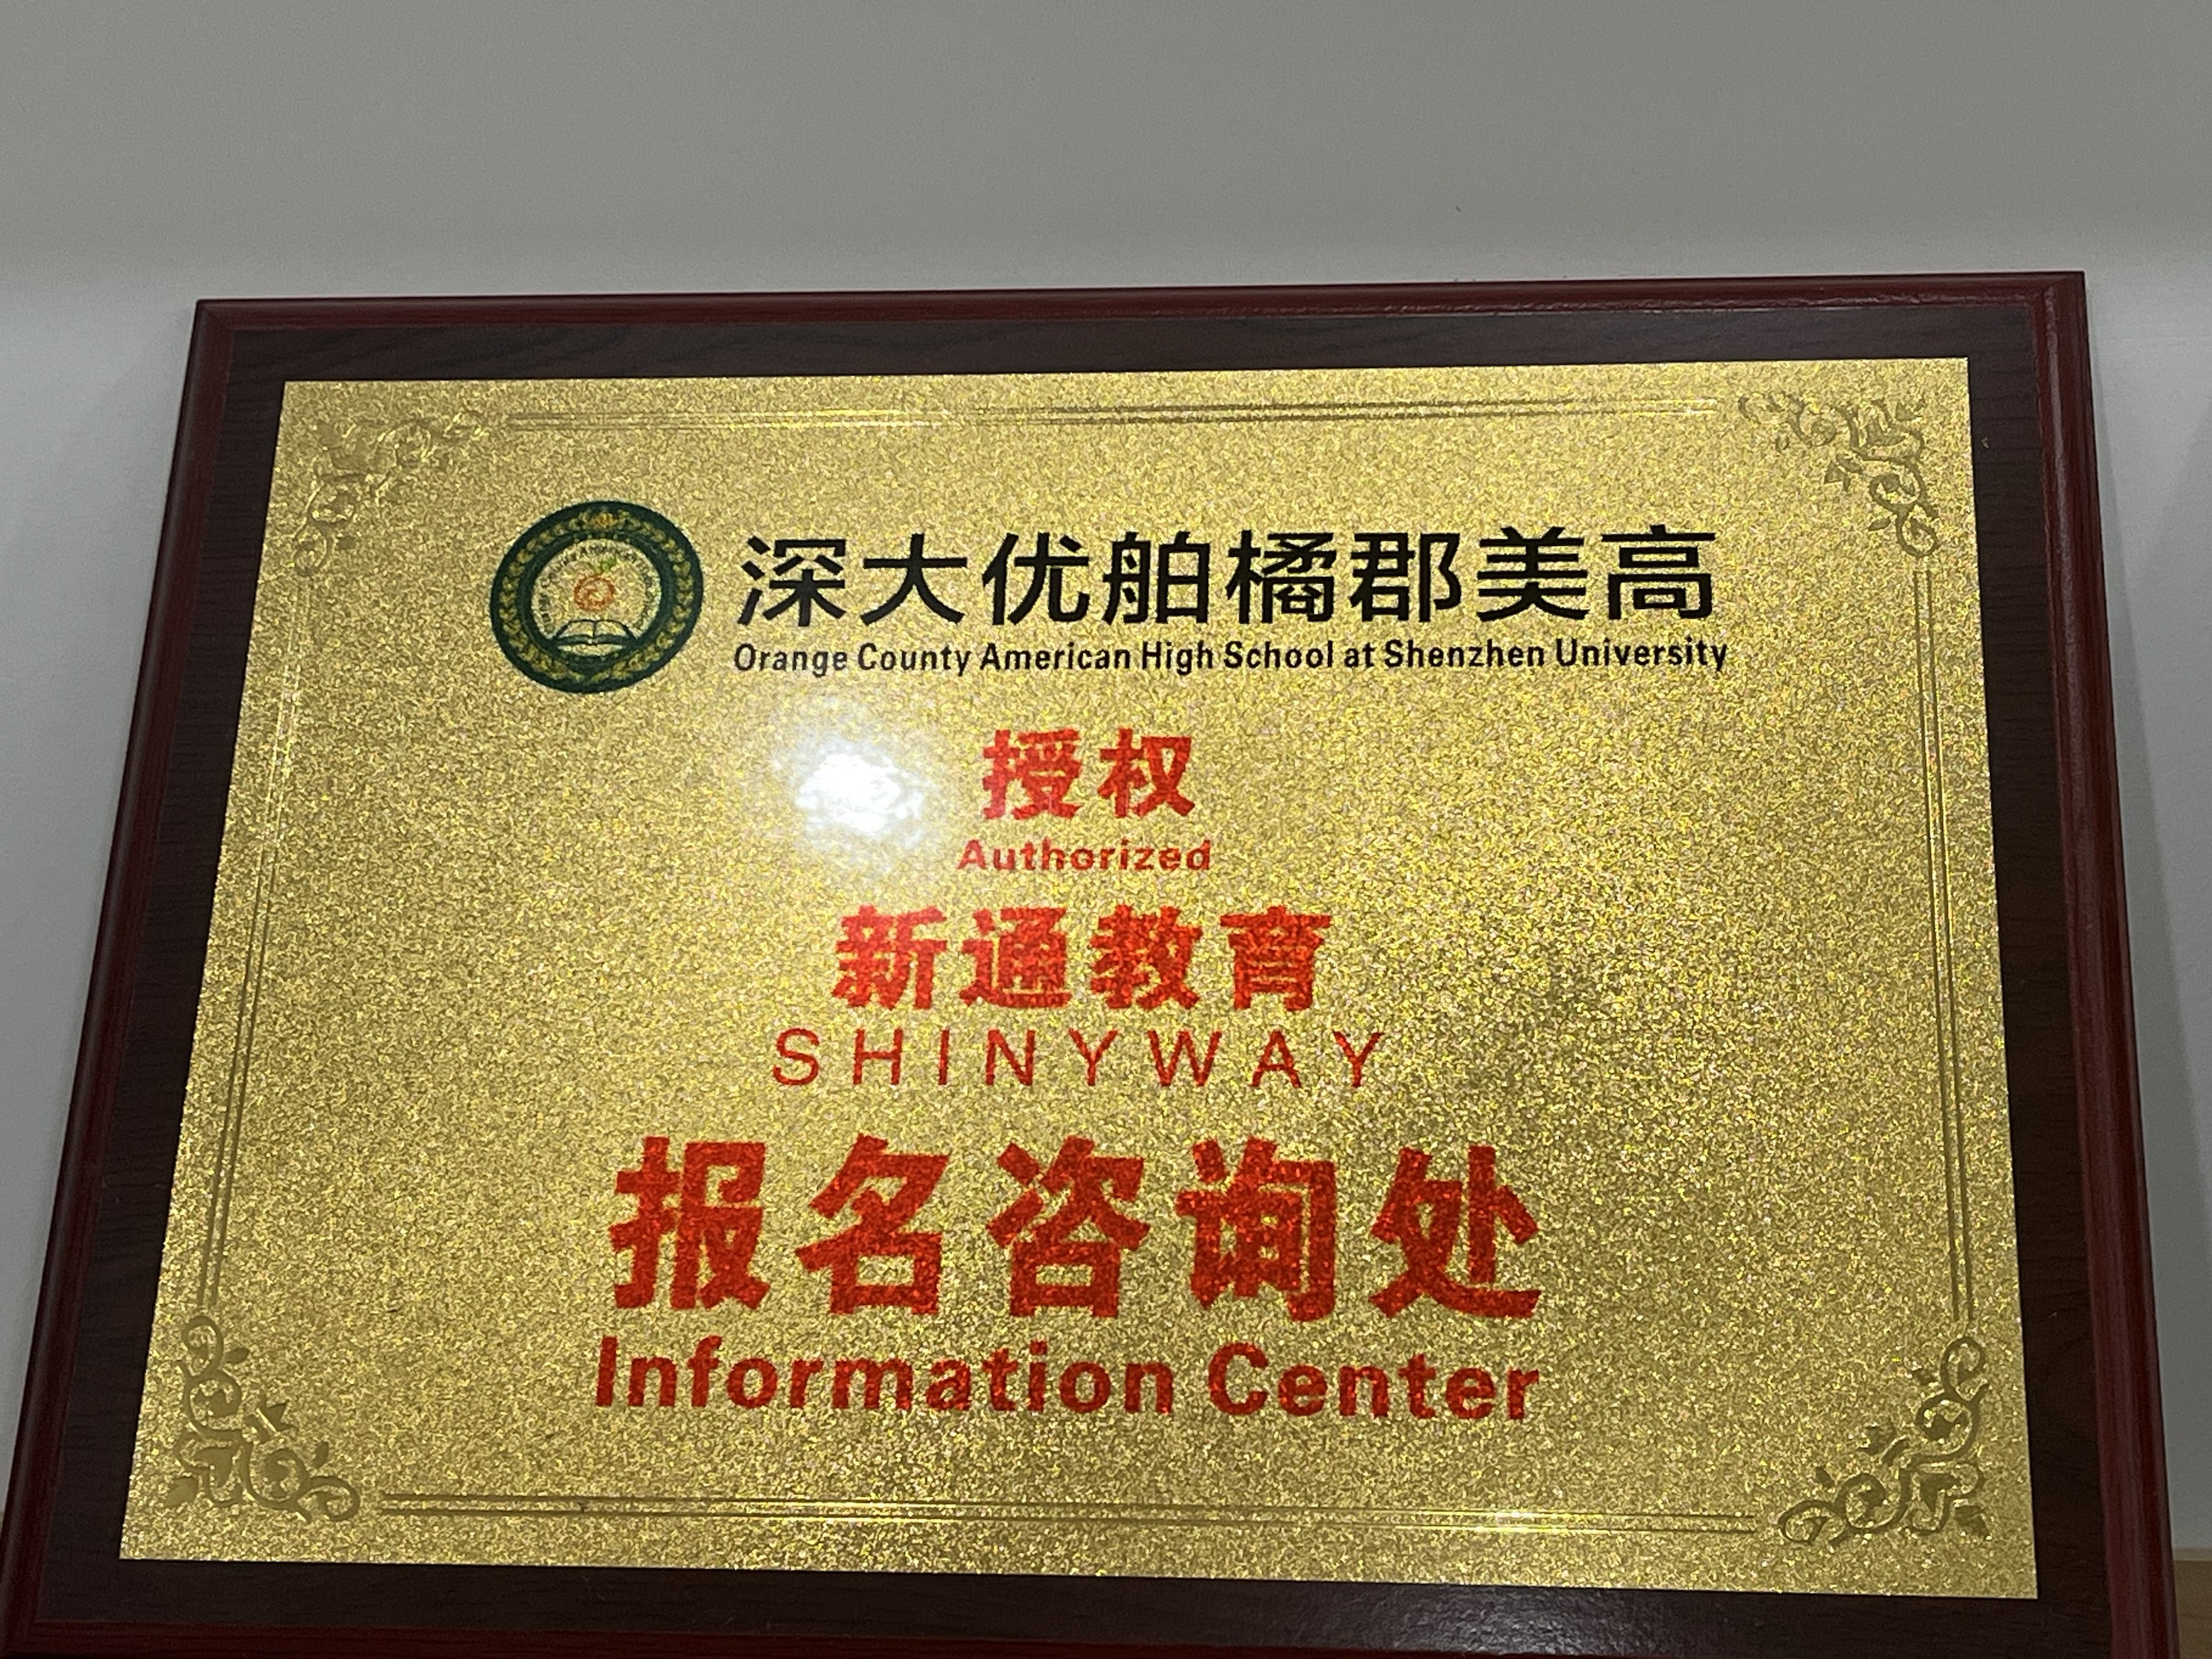 深大优舶橘郡美高
Orange County American High School at Shenzhen University
授权
Authorized
新通教育
SHINYWAY
报名咨询处
Information Center